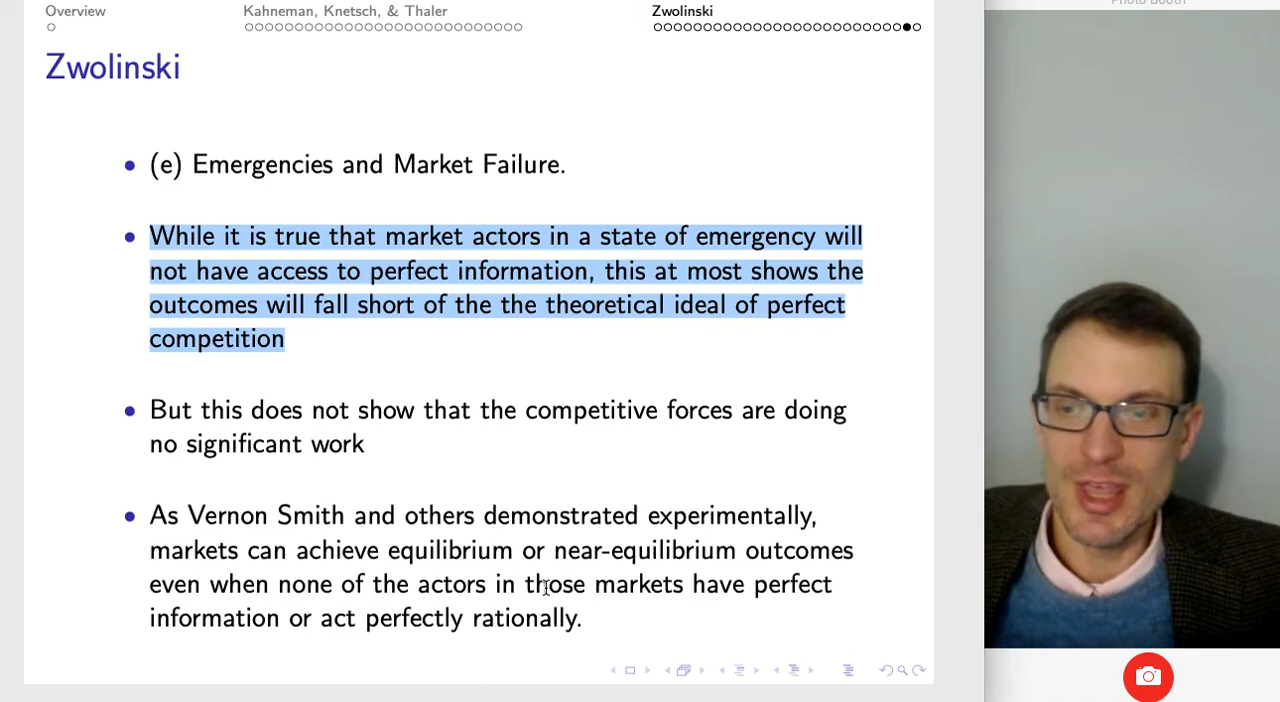 Overview
Kahneman, Knetsch, & Thaler
Zwolinski
Photo Booth
Zwolinski
(e) Emergencies and Market Failure.
While it is true that market actors in a state of emergency will
not have access to perfect information, this at most shows the
outcomes will fall short of the the theoretical ideal of perfect
competition
But this does not show that the competitive forces are doing
no significant work
As Vernon Smith and others demonstrated experimentally,
markets can achieve equilibrium or near-equilibrium outcomes
even when none of the actors in those markets have perfect
information or act perfectly rationally.